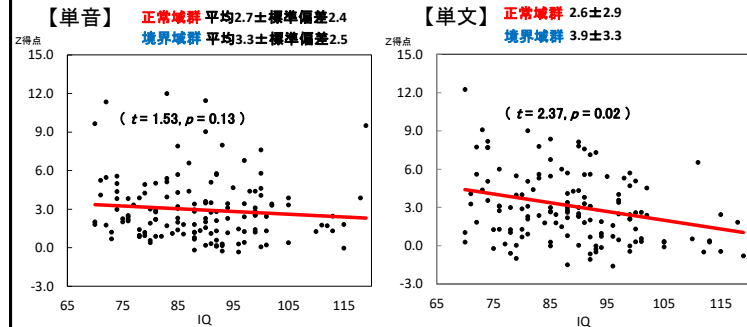 【単音】 正常域群 平均2.7±標準偏差2.4
境界域群 平均3.3±標準偏差2.5
Z得点
15.0
12.0
9.0
6.0
3.0
0.0
-3.0
( t = 1.53, p = 0.13 )
65 75 85 95 105 115
IQ
【単文】 正常域群 2.6±2.9
境界域群 3.9±3.3
Z得点
15.0
12.0
9.0
6.0
3.0
0.0
-3.0
( t = 2.37, p = 0.02 )
65 75 85 95 105 115
IQ